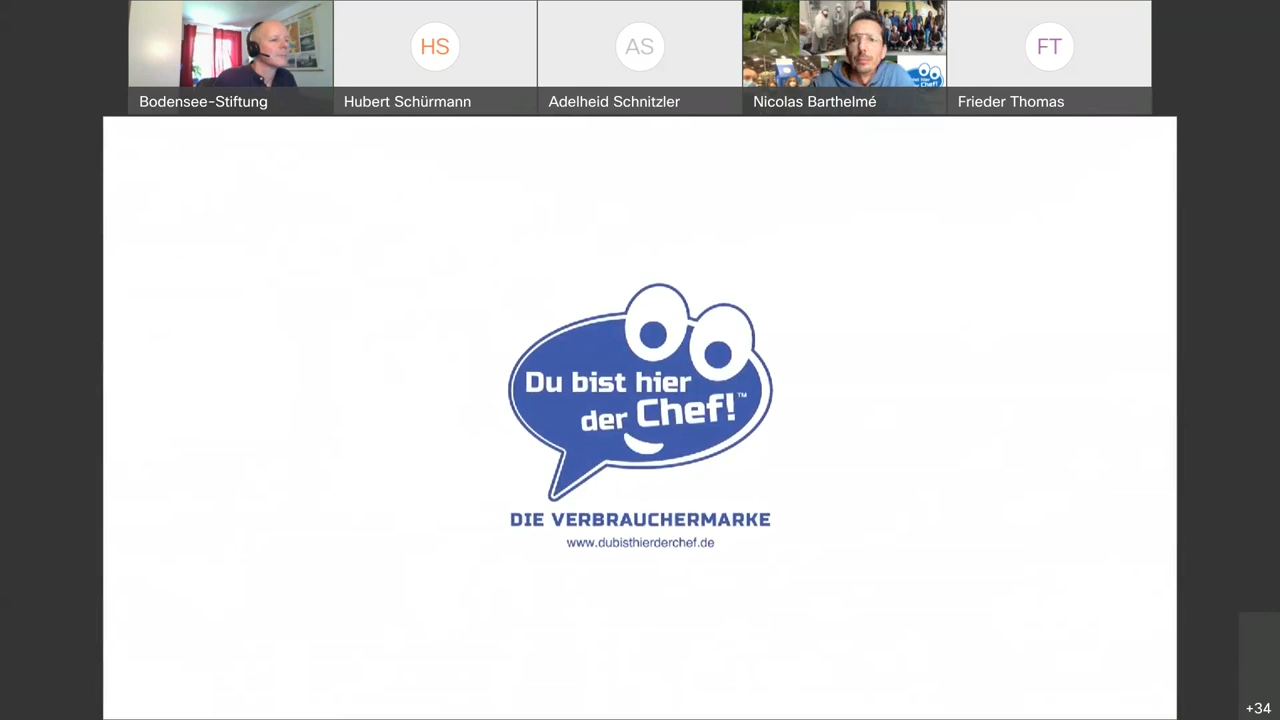 HS
AS
FT
Bodensee-Stiftung
Hubert Schürmann
Adelheid Schnitzler
Nicolas Barthelmé
Frieder Thomas
Du bist hier
der Chef!™
DIE VERBRAUCHERMARKE
www.dubisthierderchef.de
+34